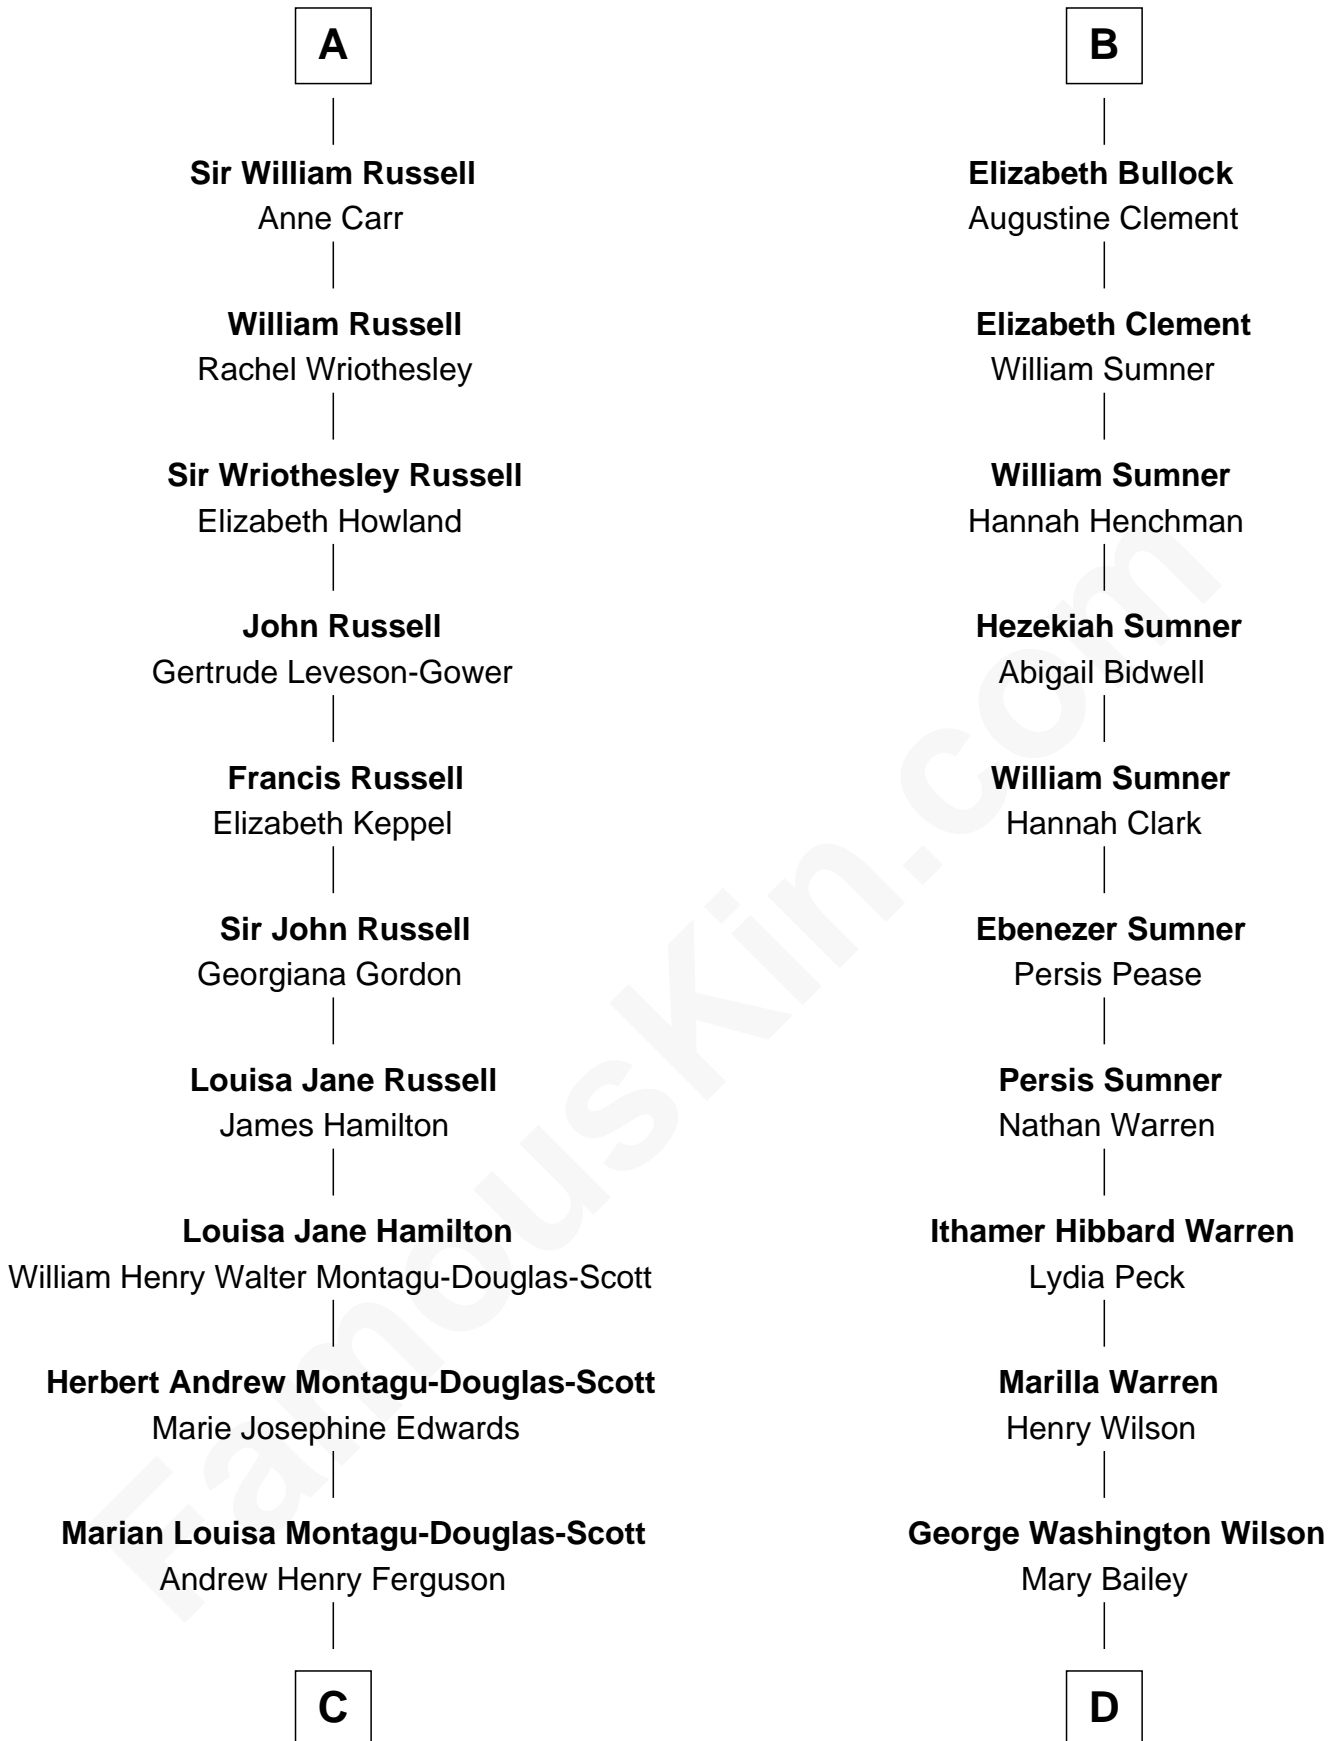 A
Sir William Russell
Anne Carr
William Russell
Rachel Wriothesley
Sir Wriothesley Russell
Elizabeth Howland
John Russell
Gertrude Leveson-Gower
Francis Russell
Elizabeth Keppel
Sir John Russell
Georgiana Gordon
Louisa Jane Russell
James Hamilton
Louisa Jane Hamilton
William Henry Walter Montagu-Douglas-Scott
Herbert Andrew Montagu-Douglas-Scott
Marie Josephine Edwards
Marian Louisa Montagu-Douglas-Scott
Andrew Henry Ferguson
C
B
Elizabeth Bullock
Augustine Clement
Elizabeth Clement
William Sumner
William Sumner
Hannah Henchman
Hezekiah Sumner
Abigail Bidwell
William Sumner
Hannah Clark
Ebenezer Sumner
Persis Pease
Persis Sumner
Nathan Warren
Ithamer Hibbard Warren
Lydia Peck
Marilla Warren
Henry Wilson
George Washington Wilson
Mary Bailey
D
FamousKin.com